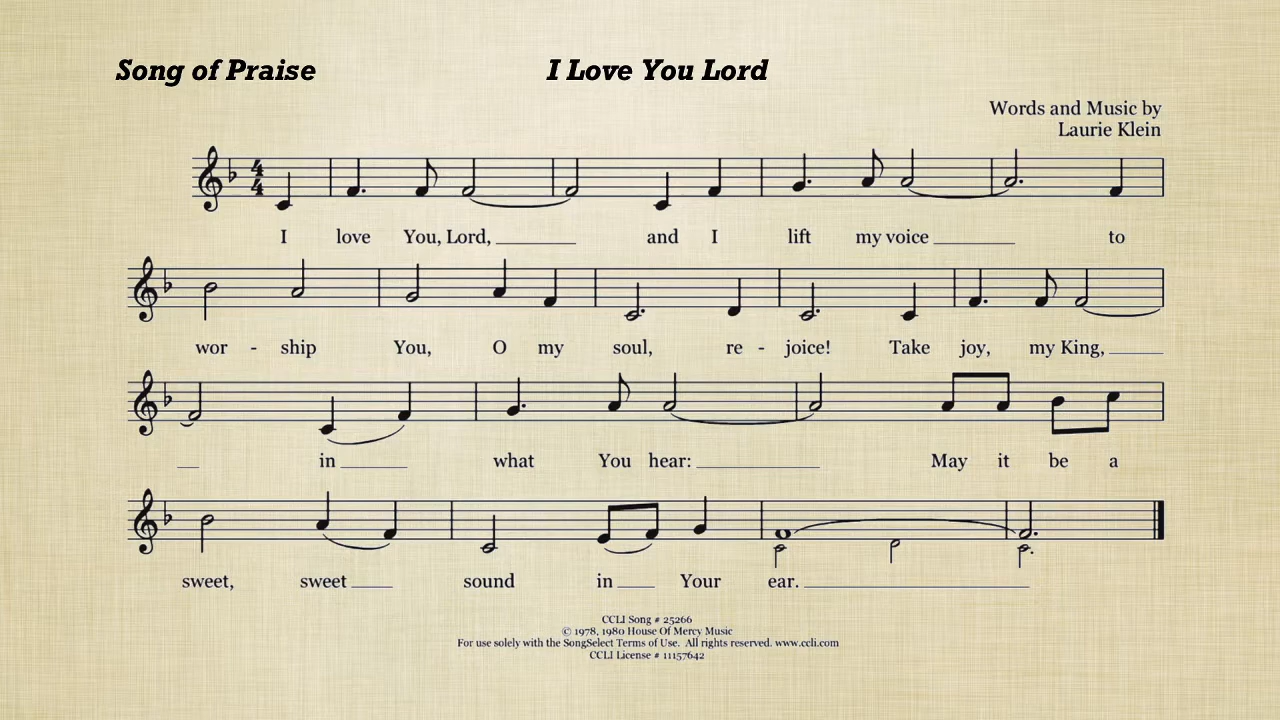 Song of Praise
I Love You Lord
Words and Music by
Laurie Klein
4
4
I love You, Lord, and I lift my voice to
wor - ship You, O my soul, re - joice! Take joy, my King,
in what You hear: May it be a
sweet, sweet sound in Your ear.
CCLI Song # 25266
© 1978, 1980 House Of Mercy Music
For use solely with the SongSelect Terms of Use. All rights reserved. www.ccli.com
CCLI License # 11157642